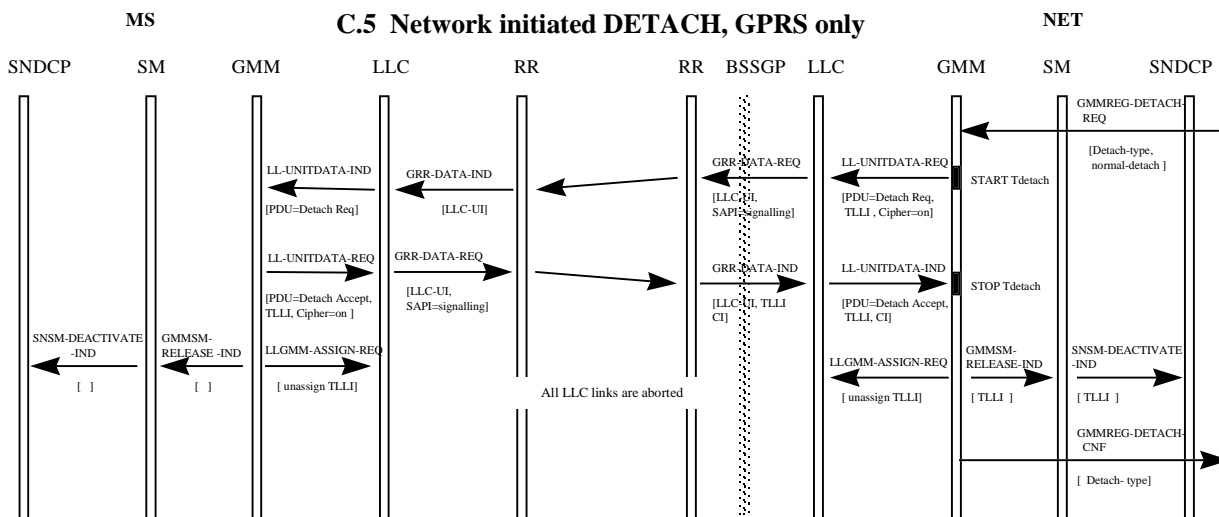 MS
C.5 Network initiated DETACH, GPRS only
NET
SNDCP SM GMM LLC RR RR BSSGP LLC GMM SM SNDCP
GMMREG-DETACH-
REQ
[Detach-type,
normal-detach ]
LL-UNITDATA-IND
GRR-DATA-IND
GRR-DATA-REQ
LL-UNITDATA-REQ
START Tdetach
[PDU=Detach Req]
[LLC-UI]
[LLC-UI,
SAPI=signalling]
[PDU=Detach Req,
TLLI , Cipher=on]
LL-UNITDATA-REQ
GRR-DATA-REQ
GRR-DATA-IND
LL-UNITDATA-IND
STOP Tdetach
[PDU=Detach Accept,
TLLI, Cipher=on ]
[LLC-UI,
SAPI=signalling]
[LLC-UI, TLLI
CI]
[PDU=Detach Accept,
TLLI, CI]
SNSM-DEACTIVATE
-IND
GMMSM-
RELEASE -IND
LLGMM-ASSIGN-REQ
LLGMM-ASSIGN-REQ
GMMSM-
RELEASE-IND
SNSM-DEACTIVATE
-IND
[ ]
[ ]
[ unassign TLLI]
All LLC links are aborted
[ unassign TLLI]
[ TLLI ]
[ TLLI ]
GMMREG-DETACH-
CNF
[ Detach- type]